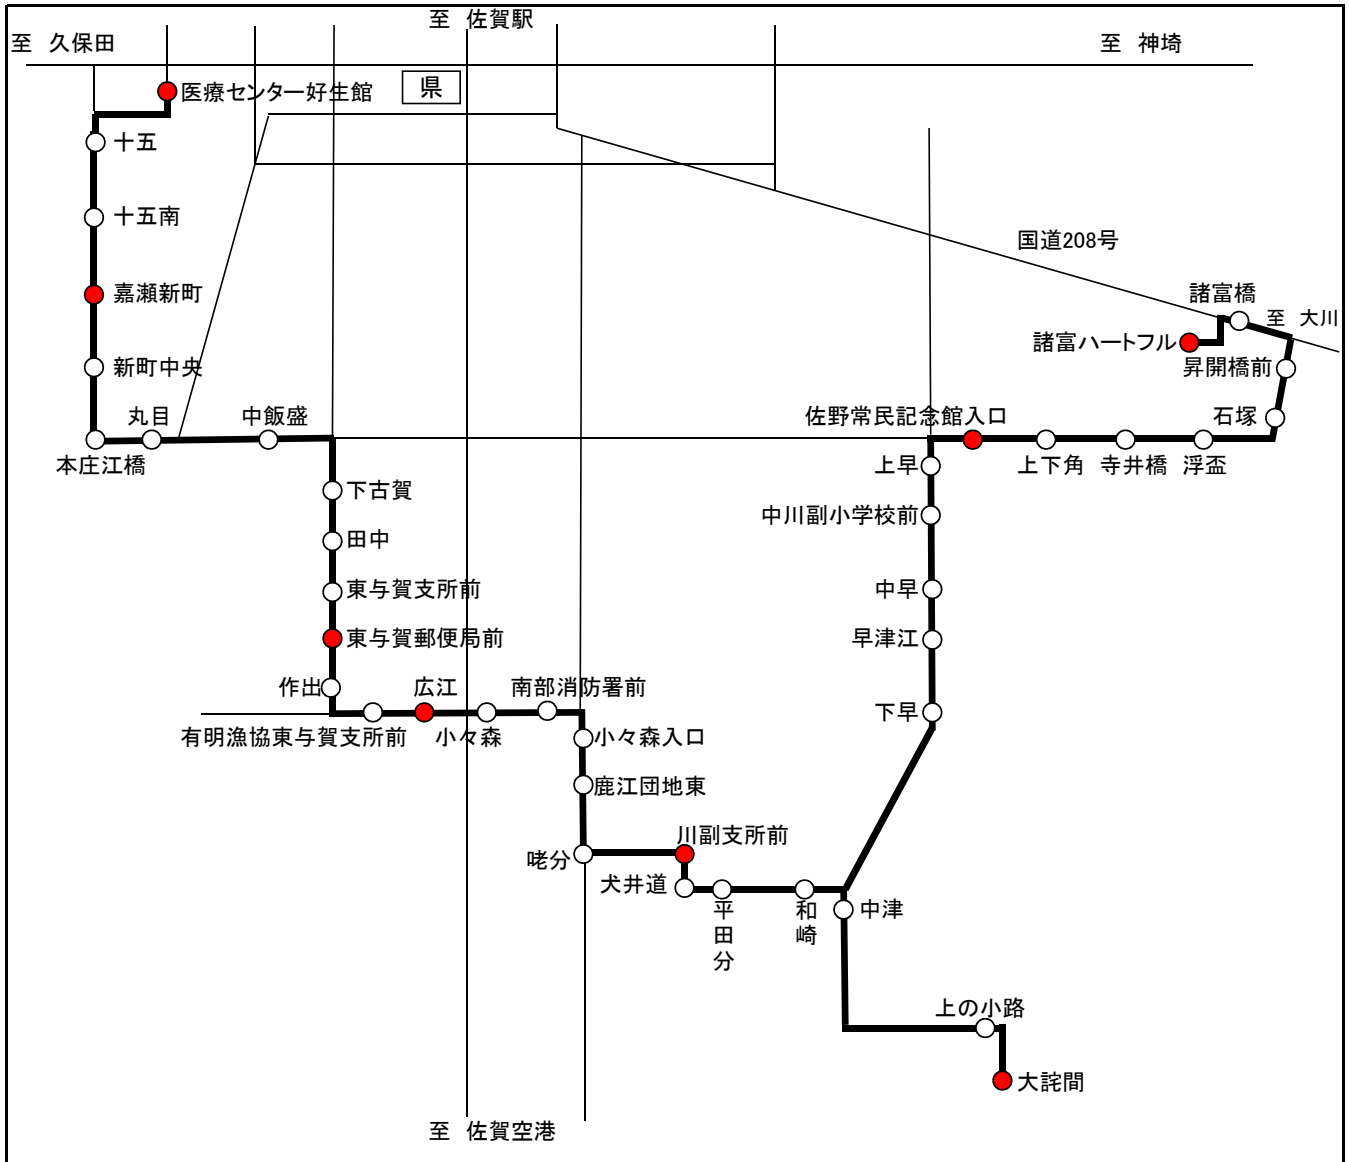 至 佐賀駅
至 久保田
至 神埼
医療センター好生館
県
十五
十五南
国道208号
嘉瀬新町
諸富橋
至 大川
諸富ハートフル
新町中央
昇開橋前
丸目
中飯盛
佐野常民記念館入口
石塚
本庄江橋
上早
上下角
寺井橋
浮盃
下古賀
中川副小学校前
田中
東与賀支所前
中早
東与賀郵便局前
早津江
作出
広江
南部消防署前
下早
有明漁協東与賀支所前
小々森
小々森入口
鹿江団地東
川副支所前
咾分
犬井道
平田分
和崎
中津
上の小路
大詫間
至 佐賀空港